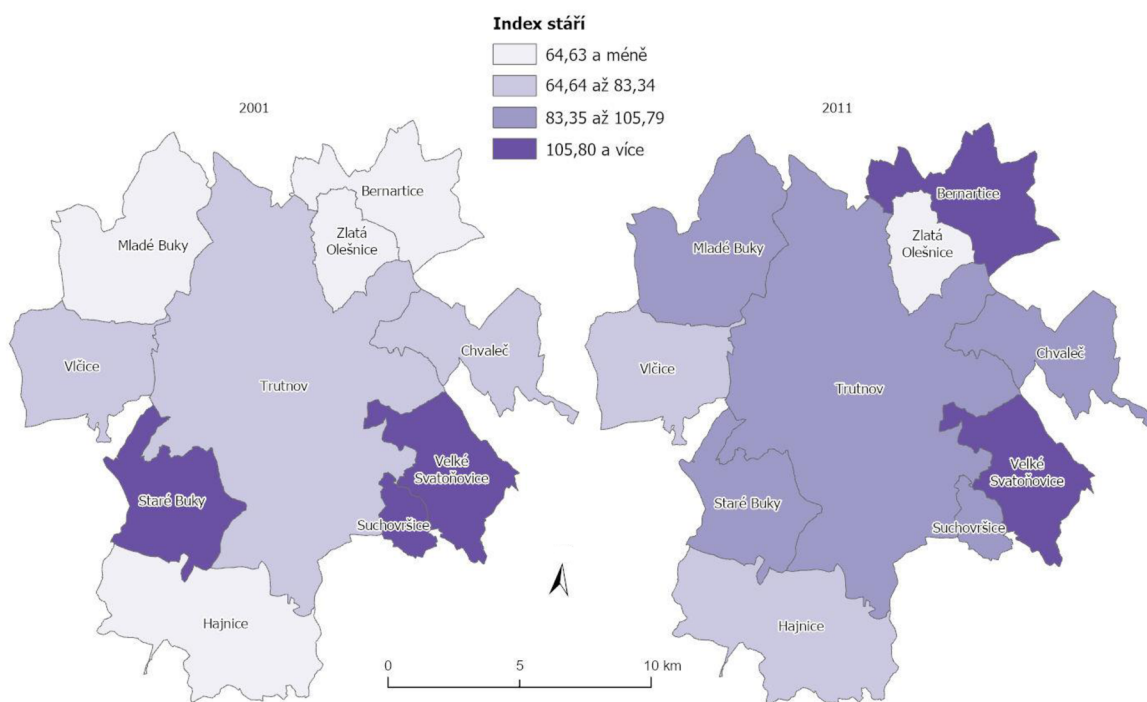 Index stáří
64,63 a méně
64,64 až 83,34
83,35 až 105,79
105,80 a více
2001
Bernartice
Zlatá
Olešnice
Mladé Buky
Vlčice
Trutnov
Chvaleč
Velké
Svatoňovice
Staré Buky
Suchovršice
Hajnice
2011
Bernartice
Zlatá
Olešnice
Mladé Buky
Vlčice
Trutnov
Chvaleč
Velké
Svatoňovice
Staré Buky
Suchovršice
Hajnice
0 5 10 km